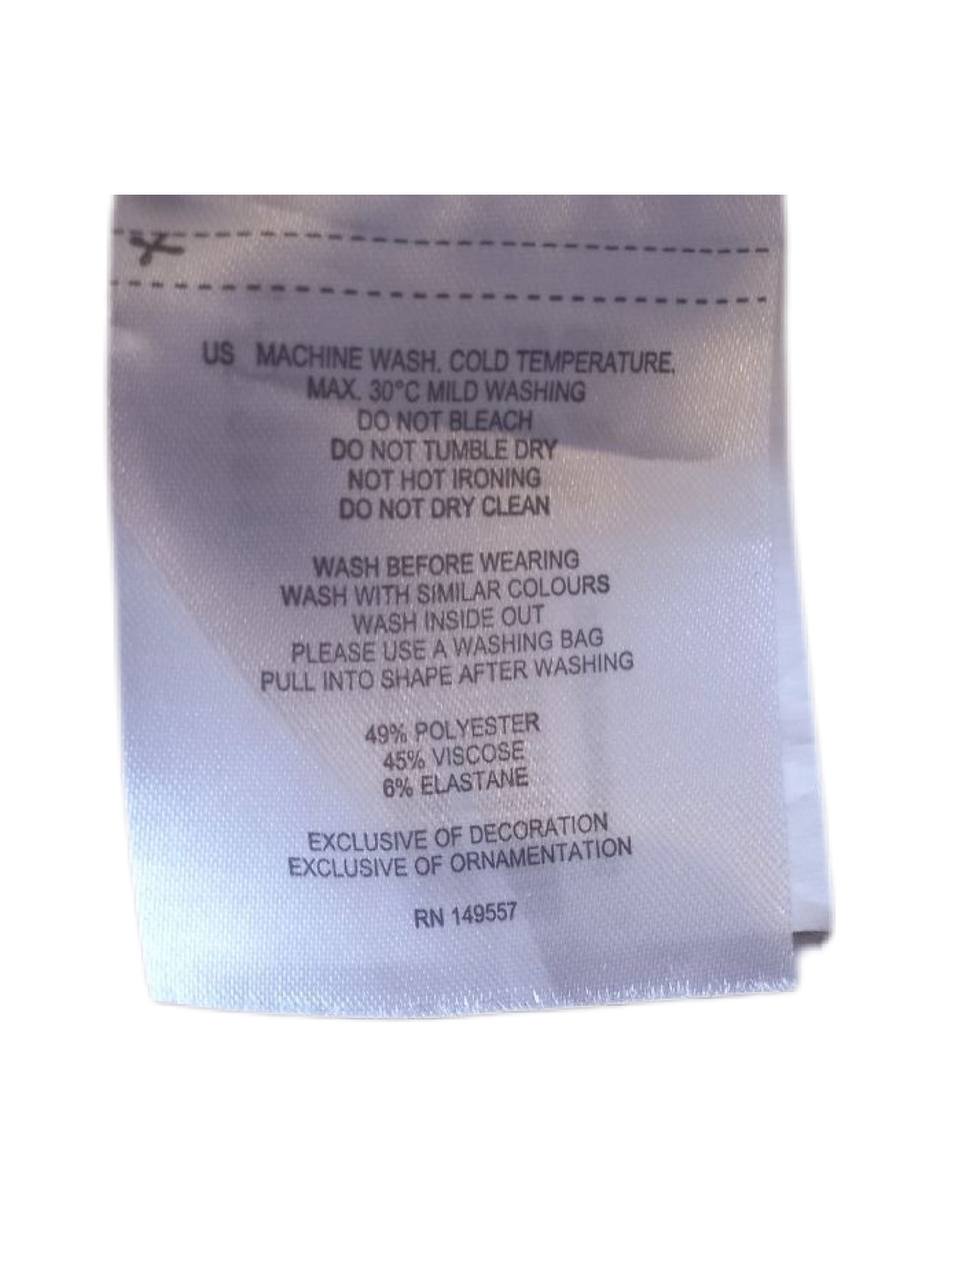 US MACHINE WASH, COLD TEMPERATURE,
MAX. 30°C MILD WASHING
DO NOT BLEACH
DO NOT TUMBLE DRY
NOT HOT IRONING
DO NOT DRY CLEAN
WASH BEFORE WEARING
WASH WITH SIMILAR COLOURS
WASH INSIDE OUT
PLEASE USE A WASHING BAG
PULL INTO SHAPE AFTER WASHING
49% POLYESTER
45% VISCOSE
6% ELASTANE
EXCLUSIVE OF DECORATION
EXCLUSIVE OF ORNAMENTATION
RN 149557